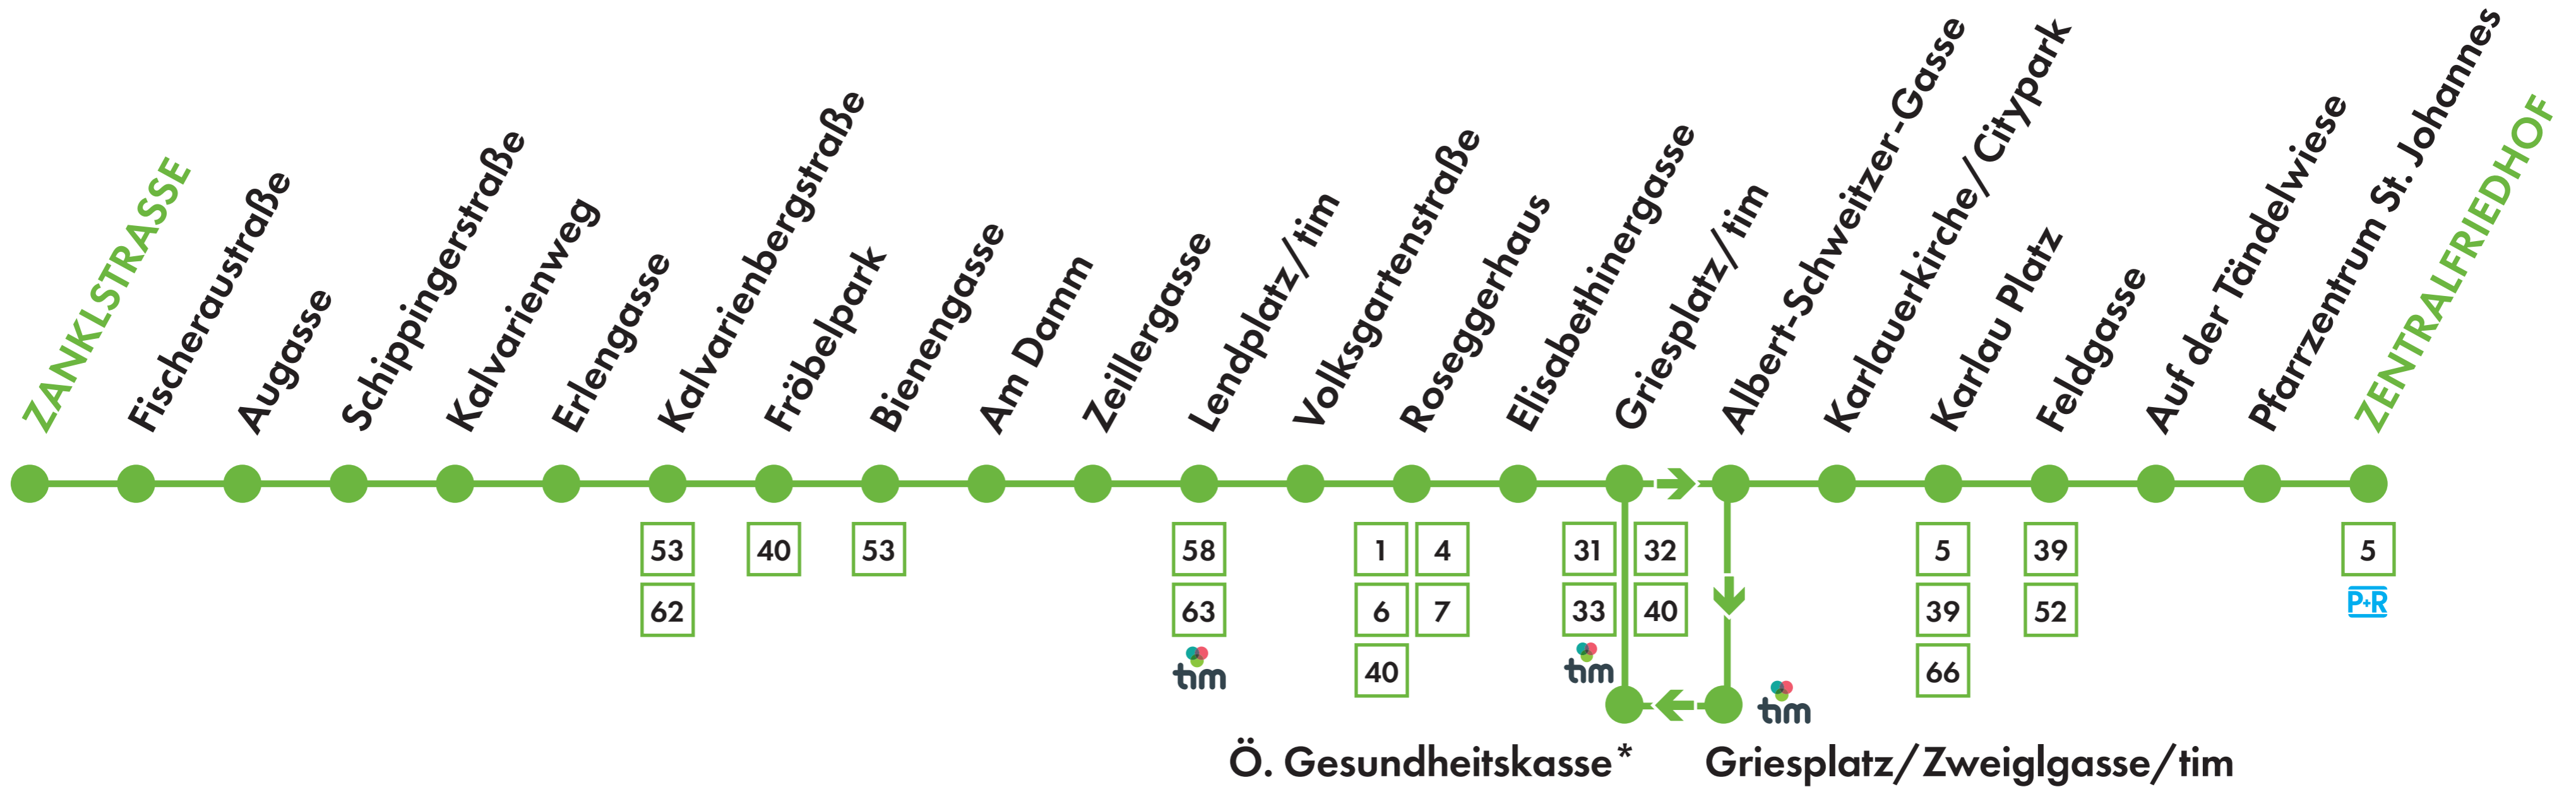 ZANKLSTRASSE
Fischeraustraße
Augasse
Schippingerstraße
Kalvarienweg
Erlengasse
Kalvarienbergstraße
Fröbelpark
Bienengasse
Am Damm
Zeillergasse
Lendplatz/tim
Volksgartenstraße
Roseggerhaus
Elisabethinergasse
Griesplatz/tim
Albert-Schweitzer-Gasse
Karlauerkirche/Citypark
Karlau Platz
Feldgasse
Auf der Tändelwiese
Pfarrzentrum St. Johannes
ZENTRALFRIEDHOF
53
62
40
53
58
63
tim
1 4
6 7
40
31 32
33 40
tim
5
39
66
39
52
5
P+R
tim
Ö. Gesundheitskasse*
Griesplatz/Zweiglgasse/tim